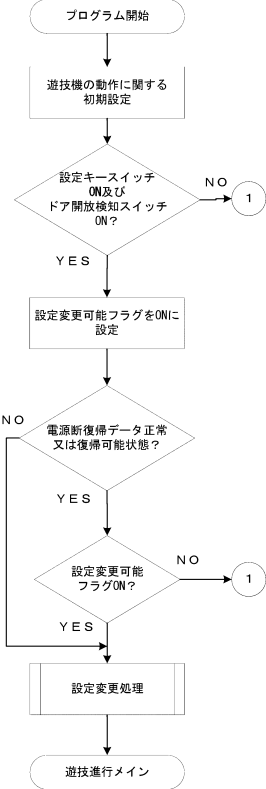 プログラム開始
遊技機の動作に関する
初期設定
設定キースイッチ
ON及び
ドア開放検知スイッチ
ON?
NO
1
YES
設定変更可能フラグをONに
設定
電源断復帰データ正常
又は復帰可能状態?
NO
YES
設定変更可能
フラグON?
NO
1
YES
設定変更処理
遊技進行メイン